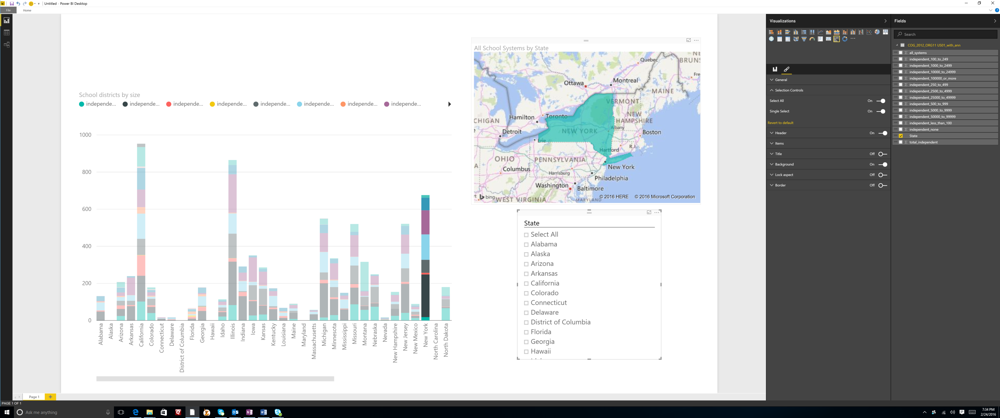 Untitled - Power BI Desktop
File
Home
School districts by size
independe...
independe...
independe...
independe...
independe...
independe...
independe...
independe...
1000
800
600
400
200
0
Alabama
Alaska
Arizona
Arkansas
California
Colorado
Connecticut
Delaware
District of Columbia
Florida
Georgia
Hawaii
Idaho
Illinois
Indiana
Iowa
Kansas
Kentucky
Louisiana
Maine
Maryland
Massachusetts
Michigan
Minnesota
Mississippi
Missouri
Montana
Nebraska
Nevada
New Hampshire
New Jersey
New Mexico
New York
North Carolina
North Dakota
All School Systems by State
Quebec
BRUNS
Fre
Ottawa
Montreal
MAINE
VERMONT
Hamilton
Toronto
NEW
HAMPSHIRE
CHIGAN
Albany
NEW YORK
Detroit
Boston
Erie
Hartford
R.I.
OHIO
PENNSYLVANIA
New York
Columbus
Harrisburg
Philadelphia
Washington
Baltimore
bing
WEST VIRGINIA
MARYLAND
© 2016 HERE
© 2016 Microsoft Corporation
State
Select All
Alabama
Alaska
Arizona
Arkansas
California
Colorado
Connecticut
Delaware
District of Columbia
Florida
Georgia
Hawaii
Visualizations
General
Selection Controls
Select All On
Single Select On
Revert to default
Header On
Items
Title Off
Background On
Lock aspect Off
Border Off
Fields
Search
COG_2012_ORG11 US01_with_ann
all_systems
independent_100_to_249
independent_1000_to_2499
independent_10000_to_24999
independent_100000_or_more
independent_250_to_499
independent_2500_to_4999
independent_25000_to_49999
independent_500_to_999
independent_5000_to_9999
independent_50000_to_99999
independent_less_than_100
independent_none
State
total_independent
Page 1
PAGE 1 OF 1
Ask me anything
7:34 PM
2/24/2016